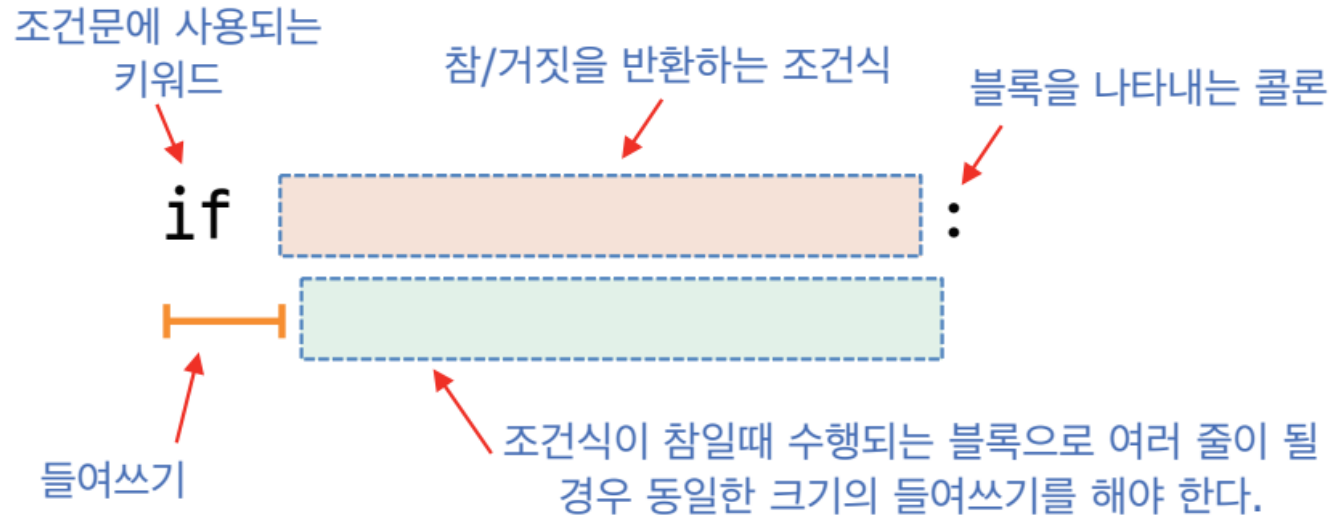 조건문에 사용되는
키워드
참/거짓을 반환하는 조건식
블록을 나타내는 콜론
if :
들여쓰기
조건식이 참일때 수행되는 블록으로 여러 줄이 될
경우 동일한 크기의 들여쓰기를 해야 한다.